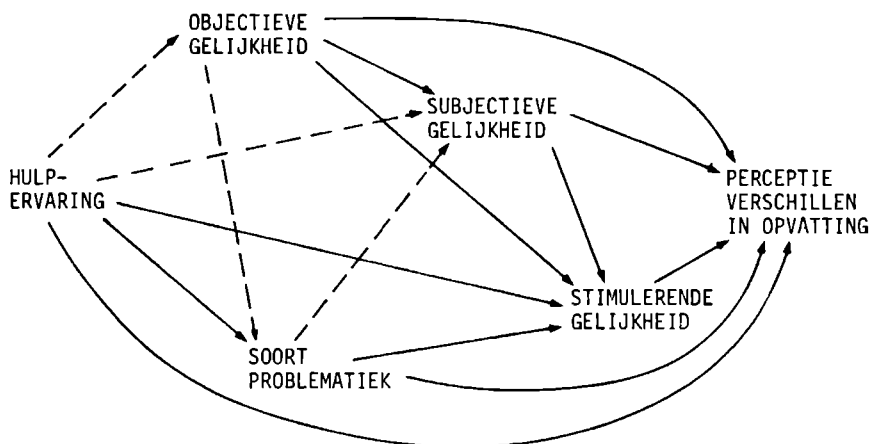 OBJECTIEVE
GELIJKHEID
SUBJECTIEVE
GELIJKHEID
HULP-
ERVARING
PERCEPTIE
VERSCHILLEN
IN OPVATTING
STIMULERENDE
GELIJKHEID
SOORT
PROBLEMATIEK